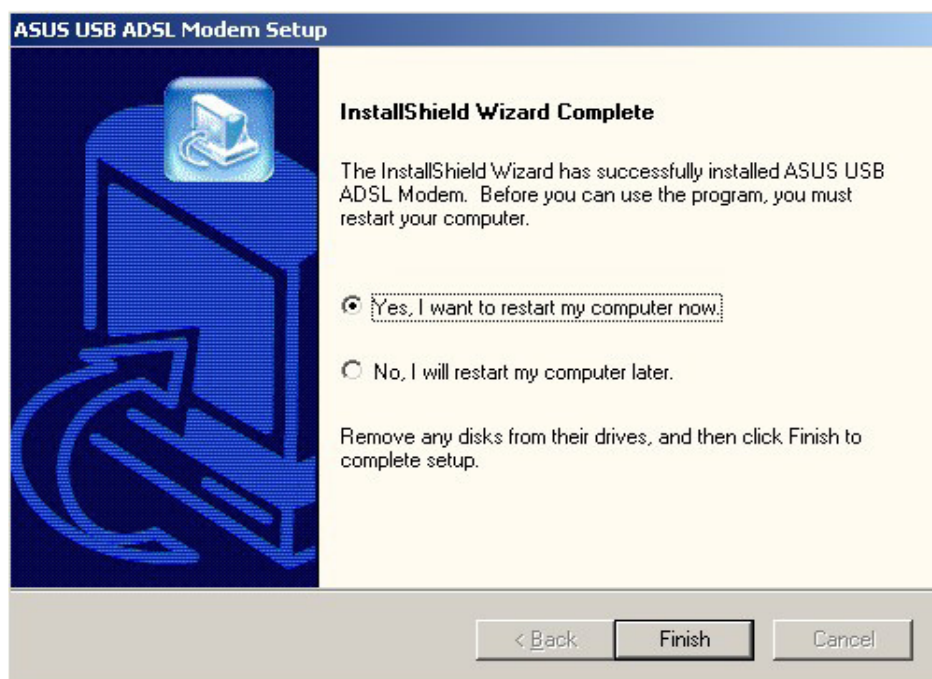 ASUS USB ADSL Modem Setup
InstallShield Wizard Complete
The InstallShield Wizard has successfully installed ASUS USB
ADSL Modem. Before you can use the program, you must
restart your computer.
Yes, I want to restart my computer now.
No, I will restart my computer later.
Remove any disks from their drives, and then click Finish to
complete setup.
< Back Finish Cancel